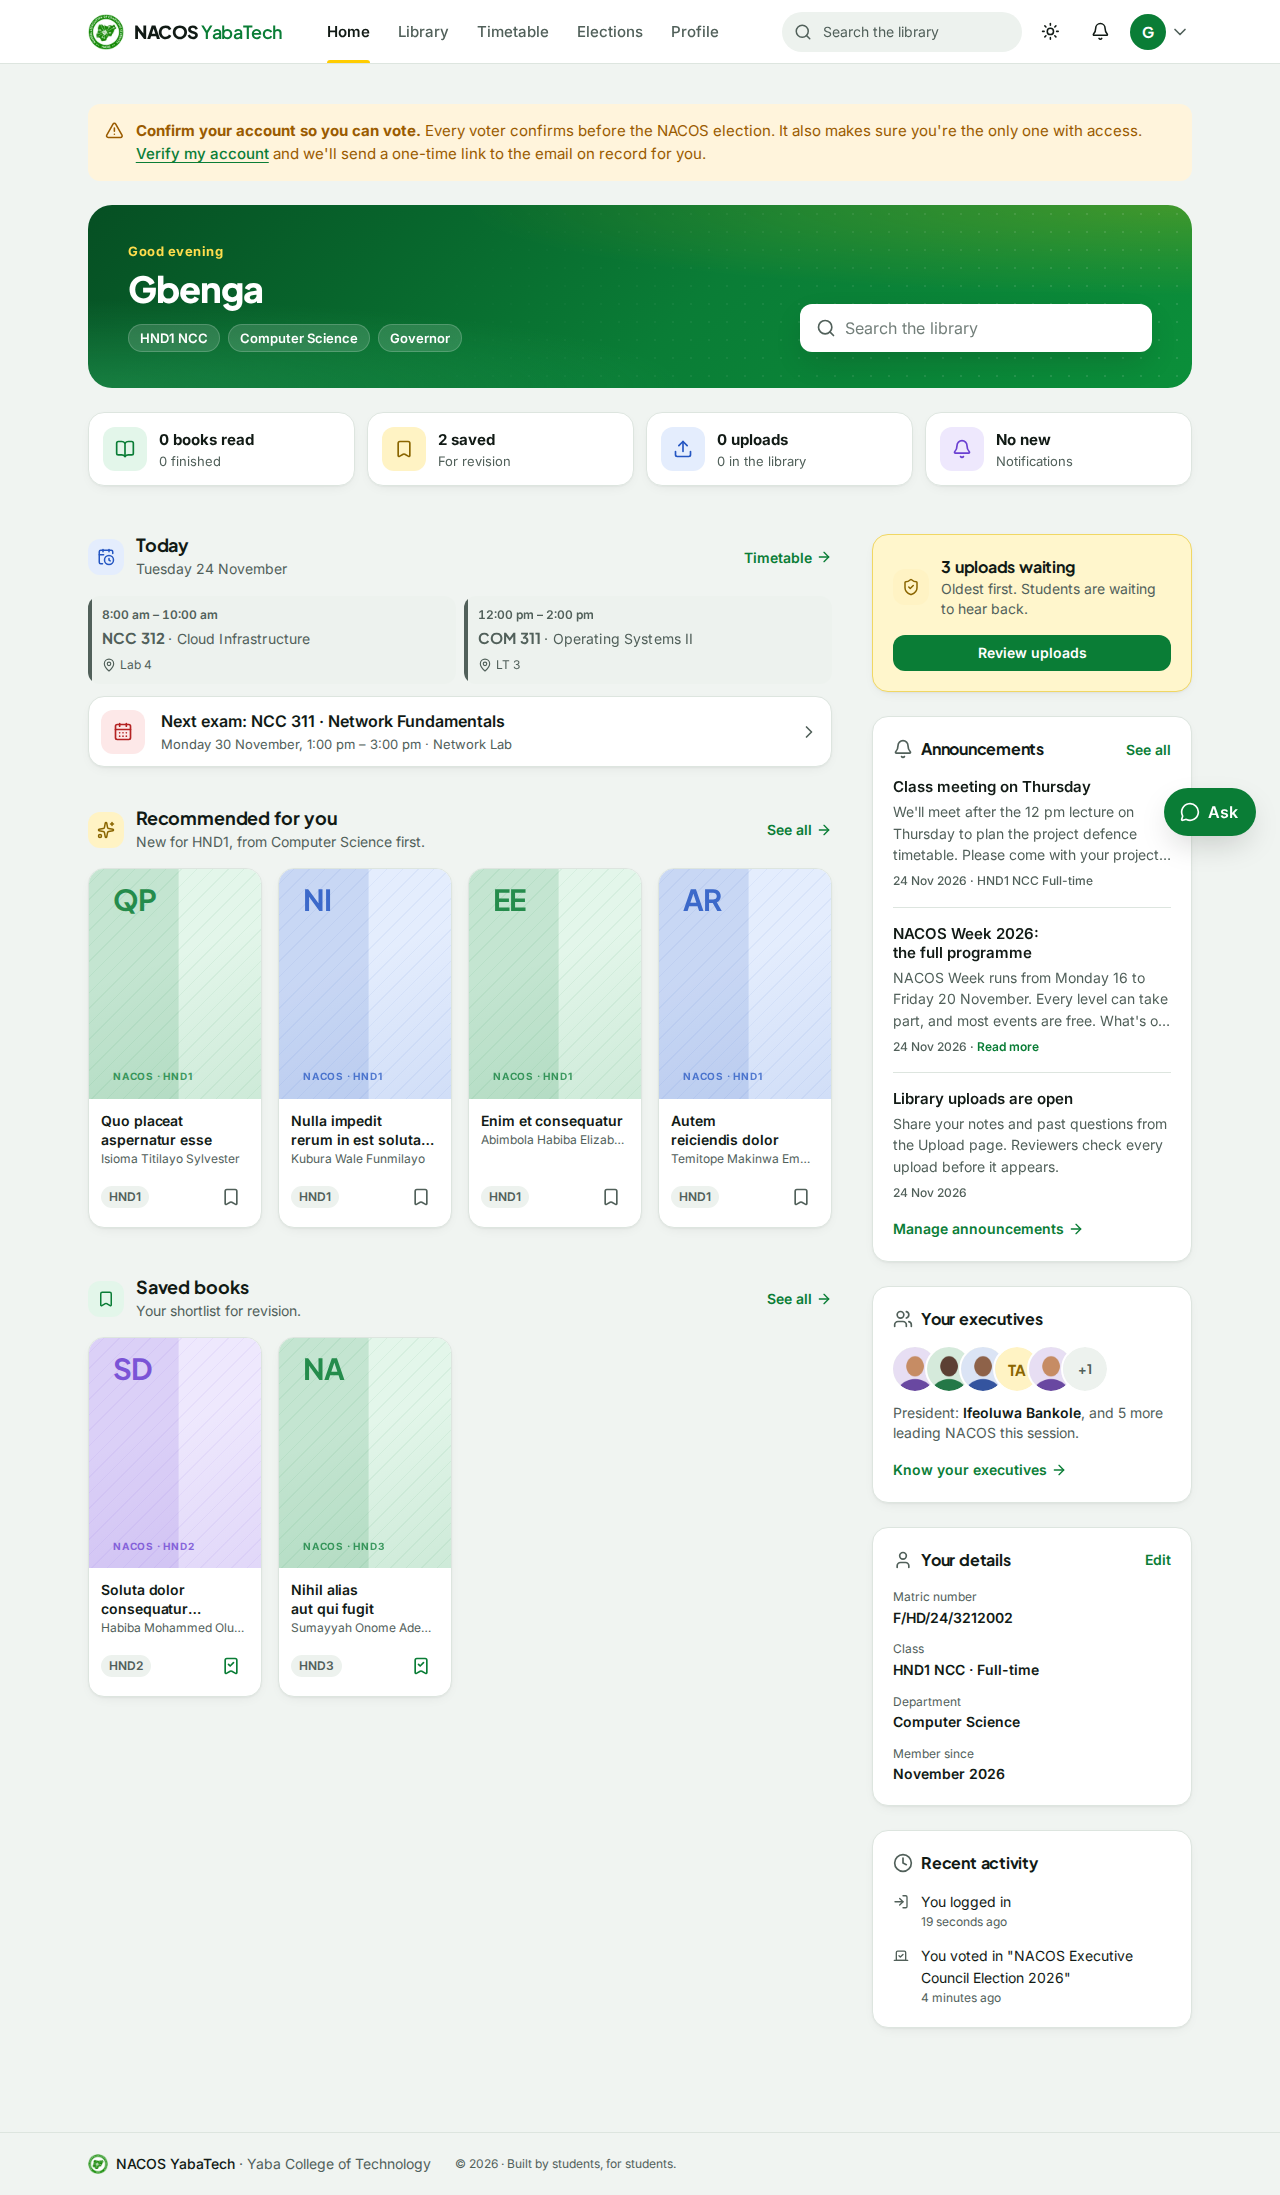 NACOS YabaTech
Home
Library
Timetable
Elections
Profile
Search the library
G
Confirm your account so you can vote. Every voter confirms before the NACOS election. It also makes sure you're the only one with access.
Verify my account and we'll send a one-time link to the email on record for you.
Good evening
Gbenga
HND1 NCC
Computer Science
Governor
Search the library
0 books read
0 finished
2 saved
For revision
0 uploads
0 in the library
No new
Notifications
Today
Tuesday 24 November
Timetable
8:00 am – 10:00 am
NCC 312 · Cloud Infrastructure
Lab 4
12:00 pm – 2:00 pm
COM 311 · Operating Systems II
LT 3
Next exam: NCC 311 · Network Fundamentals
Monday 30 November, 1:00 pm – 3:00 pm · Network Lab
Recommended for you
New for HND1, from Computer Science first.
See all
QP
NACOS · HND1
Quo placeat
aspernatur esse
Isioma Titilayo Sylvester
HND1
NI
NACOS · HND1
Nulla impedit
rerum in est soluta...
Kubura Wale Funmilayo
HND1
EE
NACOS · HND1
Enim et consequatur
Abimbola Habiba Elizab...
HND1
AR
NACOS · HND1
Autem
reiciendis dolor
Temitope Makinwa Em...
HND1
Saved books
Your shortlist for revision.
See all
SD
NACOS · HND2
Soluta dolor
consequatur...
Habiba Mohammed Olu...
HND2
NA
NACOS · HND3
Nihil alias
aut qui fugit
Sumayyah Onome Ade...
HND3
3 uploads waiting
Oldest first. Students are waiting
to hear back.
Review uploads
Announcements
See all
Class meeting on Thursday
We'll meet after the 12 pm lecture on
Thursday to plan the project defence
timetable. Please come with your project...
24 Nov 2026 · HND1 NCC Full-time
Ask
NACOS Week 2026:
the full programme
NACOS Week runs from Monday 16 to
Friday 20 November. Every level can take
part, and most events are free. What's o...
24 Nov 2026 · Read more
Library uploads are open
Share your notes and past questions from
the Upload page. Reviewers check every
upload before it appears.
24 Nov 2026
Manage announcements
Your executives
TA
+1
President: Ifeoluwa Bankole, and 5 more
leading NACOS this session.
Know your executives
Your details
Edit
Matric number
F/HD/24/3212002
Class
HND1 NCC · Full-time
Department
Computer Science
Member since
November 2026
Recent activity
You logged in
19 seconds ago
You voted in "NACOS Executive
Council Election 2026"
4 minutes ago
NACOS YabaTech · Yaba College of Technology
© 2026 · Built by students, for students.